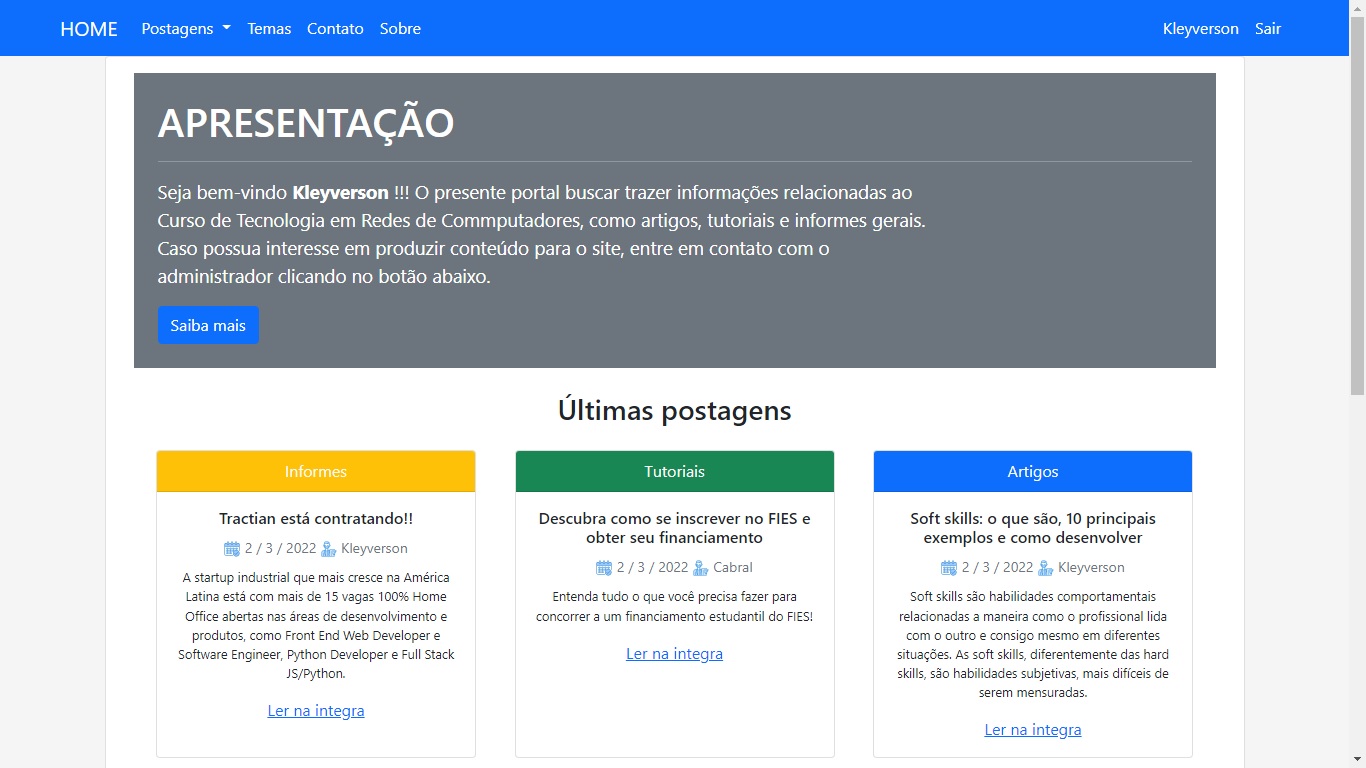 HOME Postagens Temas Contato Sobre Kleyverson Sair
APRESENTAÇÃO
Seja bem-vindo Kleyverson !!! O presente portal buscar trazer informações relacionadas ao
Curso de Tecnologia em Redes de Commputadores, como artigos, tutoriais e informes gerais.
Caso possua interesse em produzir conteúdo para o site, entre em contato com o
administrador clicando no botão abaixo.
Saiba mais
Últimas postagens
Informes
Tractian está contratando!!
2 / 3 / 2022 Kleyverson
A startup industrial que mais cresce na América
Latina está com mais de 15 vagas 100% Home
Office abertas nas áreas de desenvolvimento e
produtos, como Front End Web Developer e
Software Engineer, Python Developer e Full Stack
JS/Python.
Ler na integra
Tutoriais
Descubra como se inscrever no FIES e
obter seu financiamento
2 / 3 / 2022 Cabral
Entenda tudo o que você precisa fazer para
concorrer a um financiamento estudantil do FIES!
Ler na integra
Artigos
Soft skills: o que são, 10 principais
exemplos e como desenvolver
2 / 3 / 2022 Kleyverson
Soft skills são habilidades comportamentais
relacionadas a maneira como o profissional lida
com o outro e consigo mesmo em diferentes
situações. As soft skills, diferentemente das hard
skills, são habilidades subjetivas, mais difíceis de
serem mensuradas.
Ler na integra